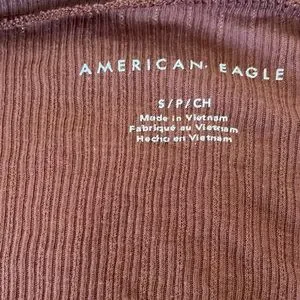 AMERICAN EAGLE
S/P/CH
Made in Vietnam
Fabriqué au Vietnam
Hecho en Vietnam